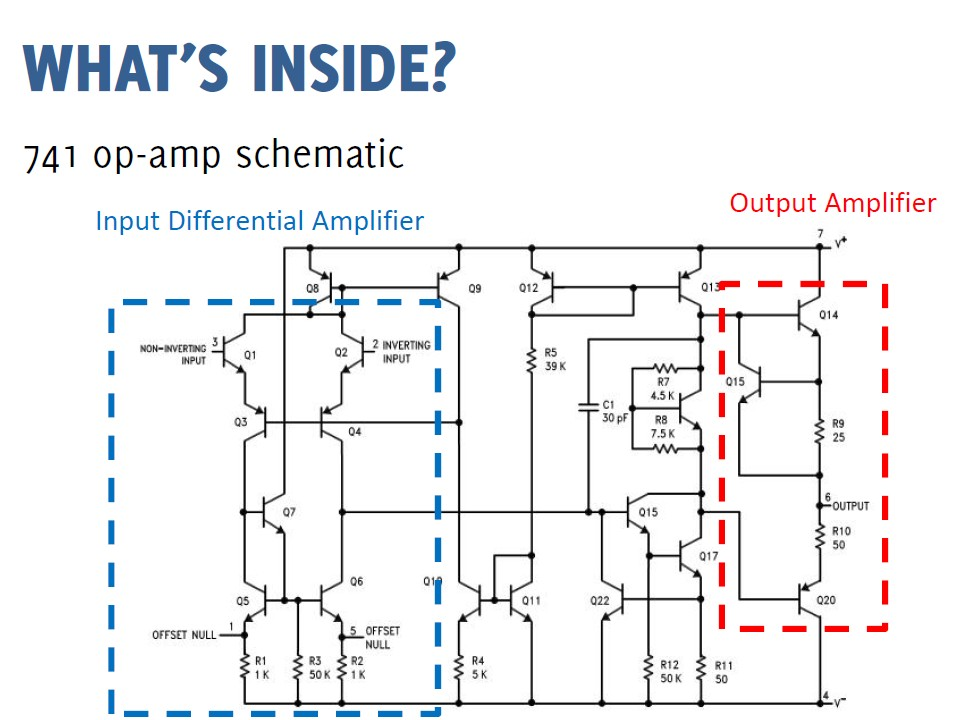 WHAT'S INSIDE?
741 op-amp schematic
Input Differential Amplifier
Output Amplifier
7
V+
Q8
Q9
Q12
Q13
Q14
NON-INVERTING
INPUT
3
Q1
Q2
2 INVERTING
INPUT
R5
39 K
R7
4.5 K
Q15
C1
30 pF
R8
7.5 K
Q3
Q4
R9
25
6
OUTPUT
Q7
Q15
R10
50
Q17
Q5
Q6
Q10
Q11
Q22
Q20
OFFSET NULL
1
5 OFFSET
NULL
R1
1 K
R3
50 K
R2
1 K
R4
5 K
R12
50 K
R11
50
4
V-